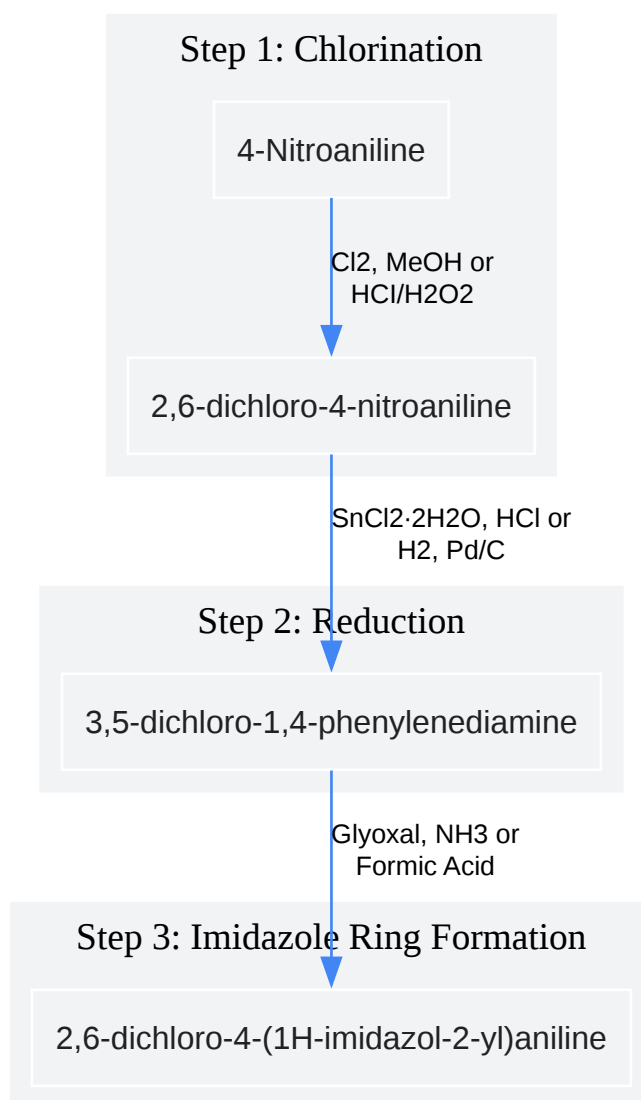 Step 1: Chlorination
4-Nitroaniline
Cl2, MeOH or
HCl/H2O2
2,6-dichloro-4-nitroaniline
SnCl2·2H2O, HCl or
H2, Pd/C
Step 2: Reduction
3,5-dichloro-1,4-phenylenediamine
Glyoxal, NH3 or
Formic Acid
Step 3: Imidazole Ring Formation
2,6-dichloro-4-(1H-imidazol-2-yl)aniline